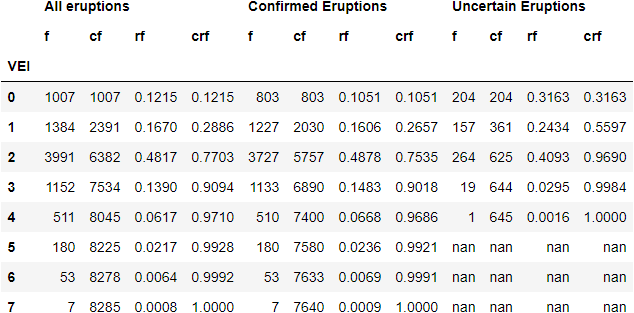 All eruptions Confirmed Eruptions Uncertain Eruptions
f cf rf crf f cf rf crf f cf rf crf
VEI
0 1007 1007 0.1215 0.1215 803 803 0.1051 0.1051 204 204 0.3163 0.3163
1 1384 2391 0.1670 0.2886 1227 2030 0.1606 0.2657 157 361 0.2434 0.5597
2 3991 6382 0.4817 0.7703 3727 5757 0.4878 0.7535 264 625 0.4093 0.9690
3 1152 7534 0.1390 0.9094 1133 6890 0.1483 0.9018 19 644 0.0295 0.9984
4 511 8045 0.0617 0.9710 510 7400 0.0668 0.9686 1 645 0.0016 1.0000
5 180 8225 0.0217 0.9928 180 7580 0.0236 0.9921 nan nan nan nan
6 53 8278 0.0064 0.9992 53 7633 0.0069 0.9991 nan nan nan nan
7 7 8285 0.0008 1.0000 7 7640 0.0009 1.0000 nan nan nan nan